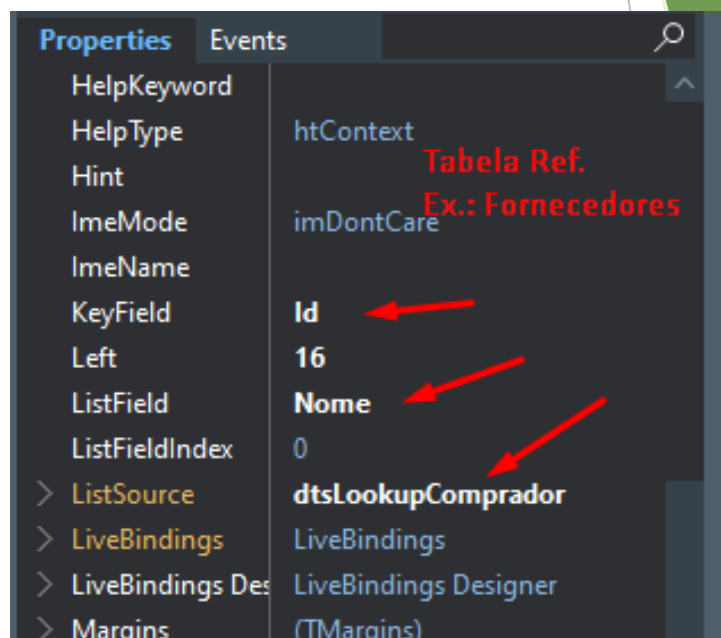 Properties Events
HelpKeyword
HelpType htContext
Tabela Ref.
Hint
Ex.: Fornecedores
ImeMode imDontCare
ImeName
KeyField Id
Left 16
ListField Nome
ListFieldIndex 0
ListSource dtsLookupComprador
LiveBindings LiveBindings
LiveBindings Des LiveBindings Designer
Margins (TMargins)